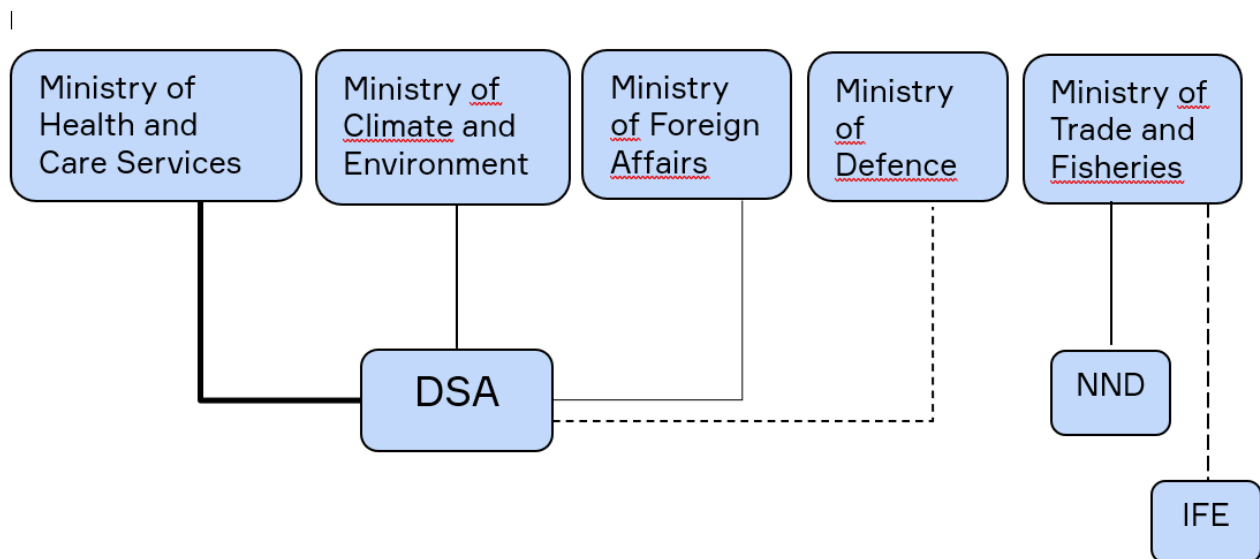 Ministry of
Health and
Care Services
Ministry of
Climate and
Environment
Ministry
of Foreign
Affairs
Ministry
of
Defence
Ministry of
Trade and
Fisheries
DSA
NND
IFE